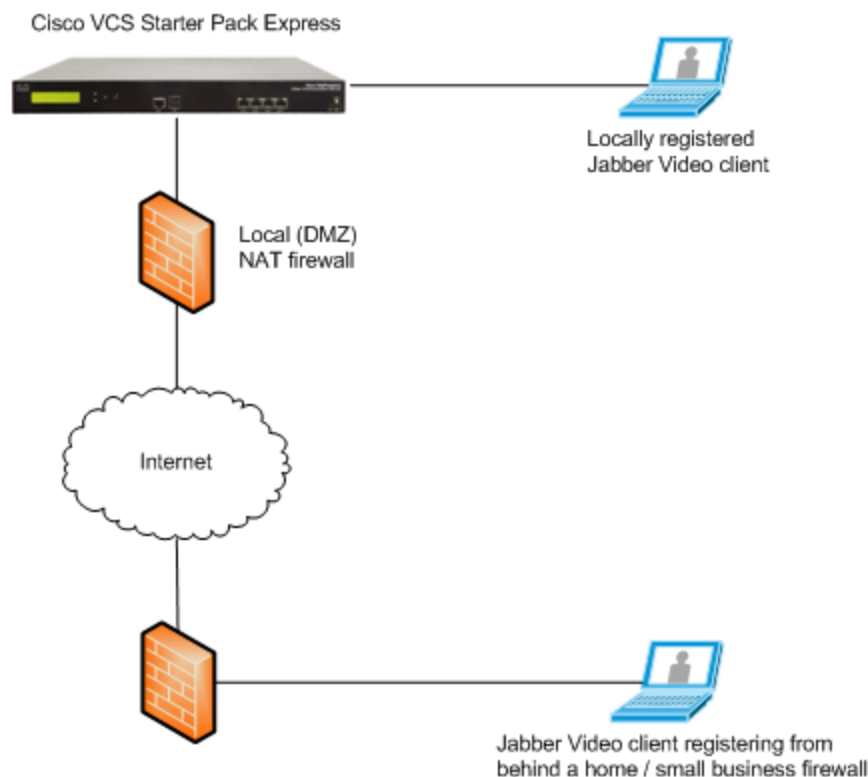 Cisco VCS Starter Pack Express
Locally registered
Jabber Video client
Local (DMZ)
NAT firewall
Internet
Jabber Video client registering from
behind a home / small business firewall